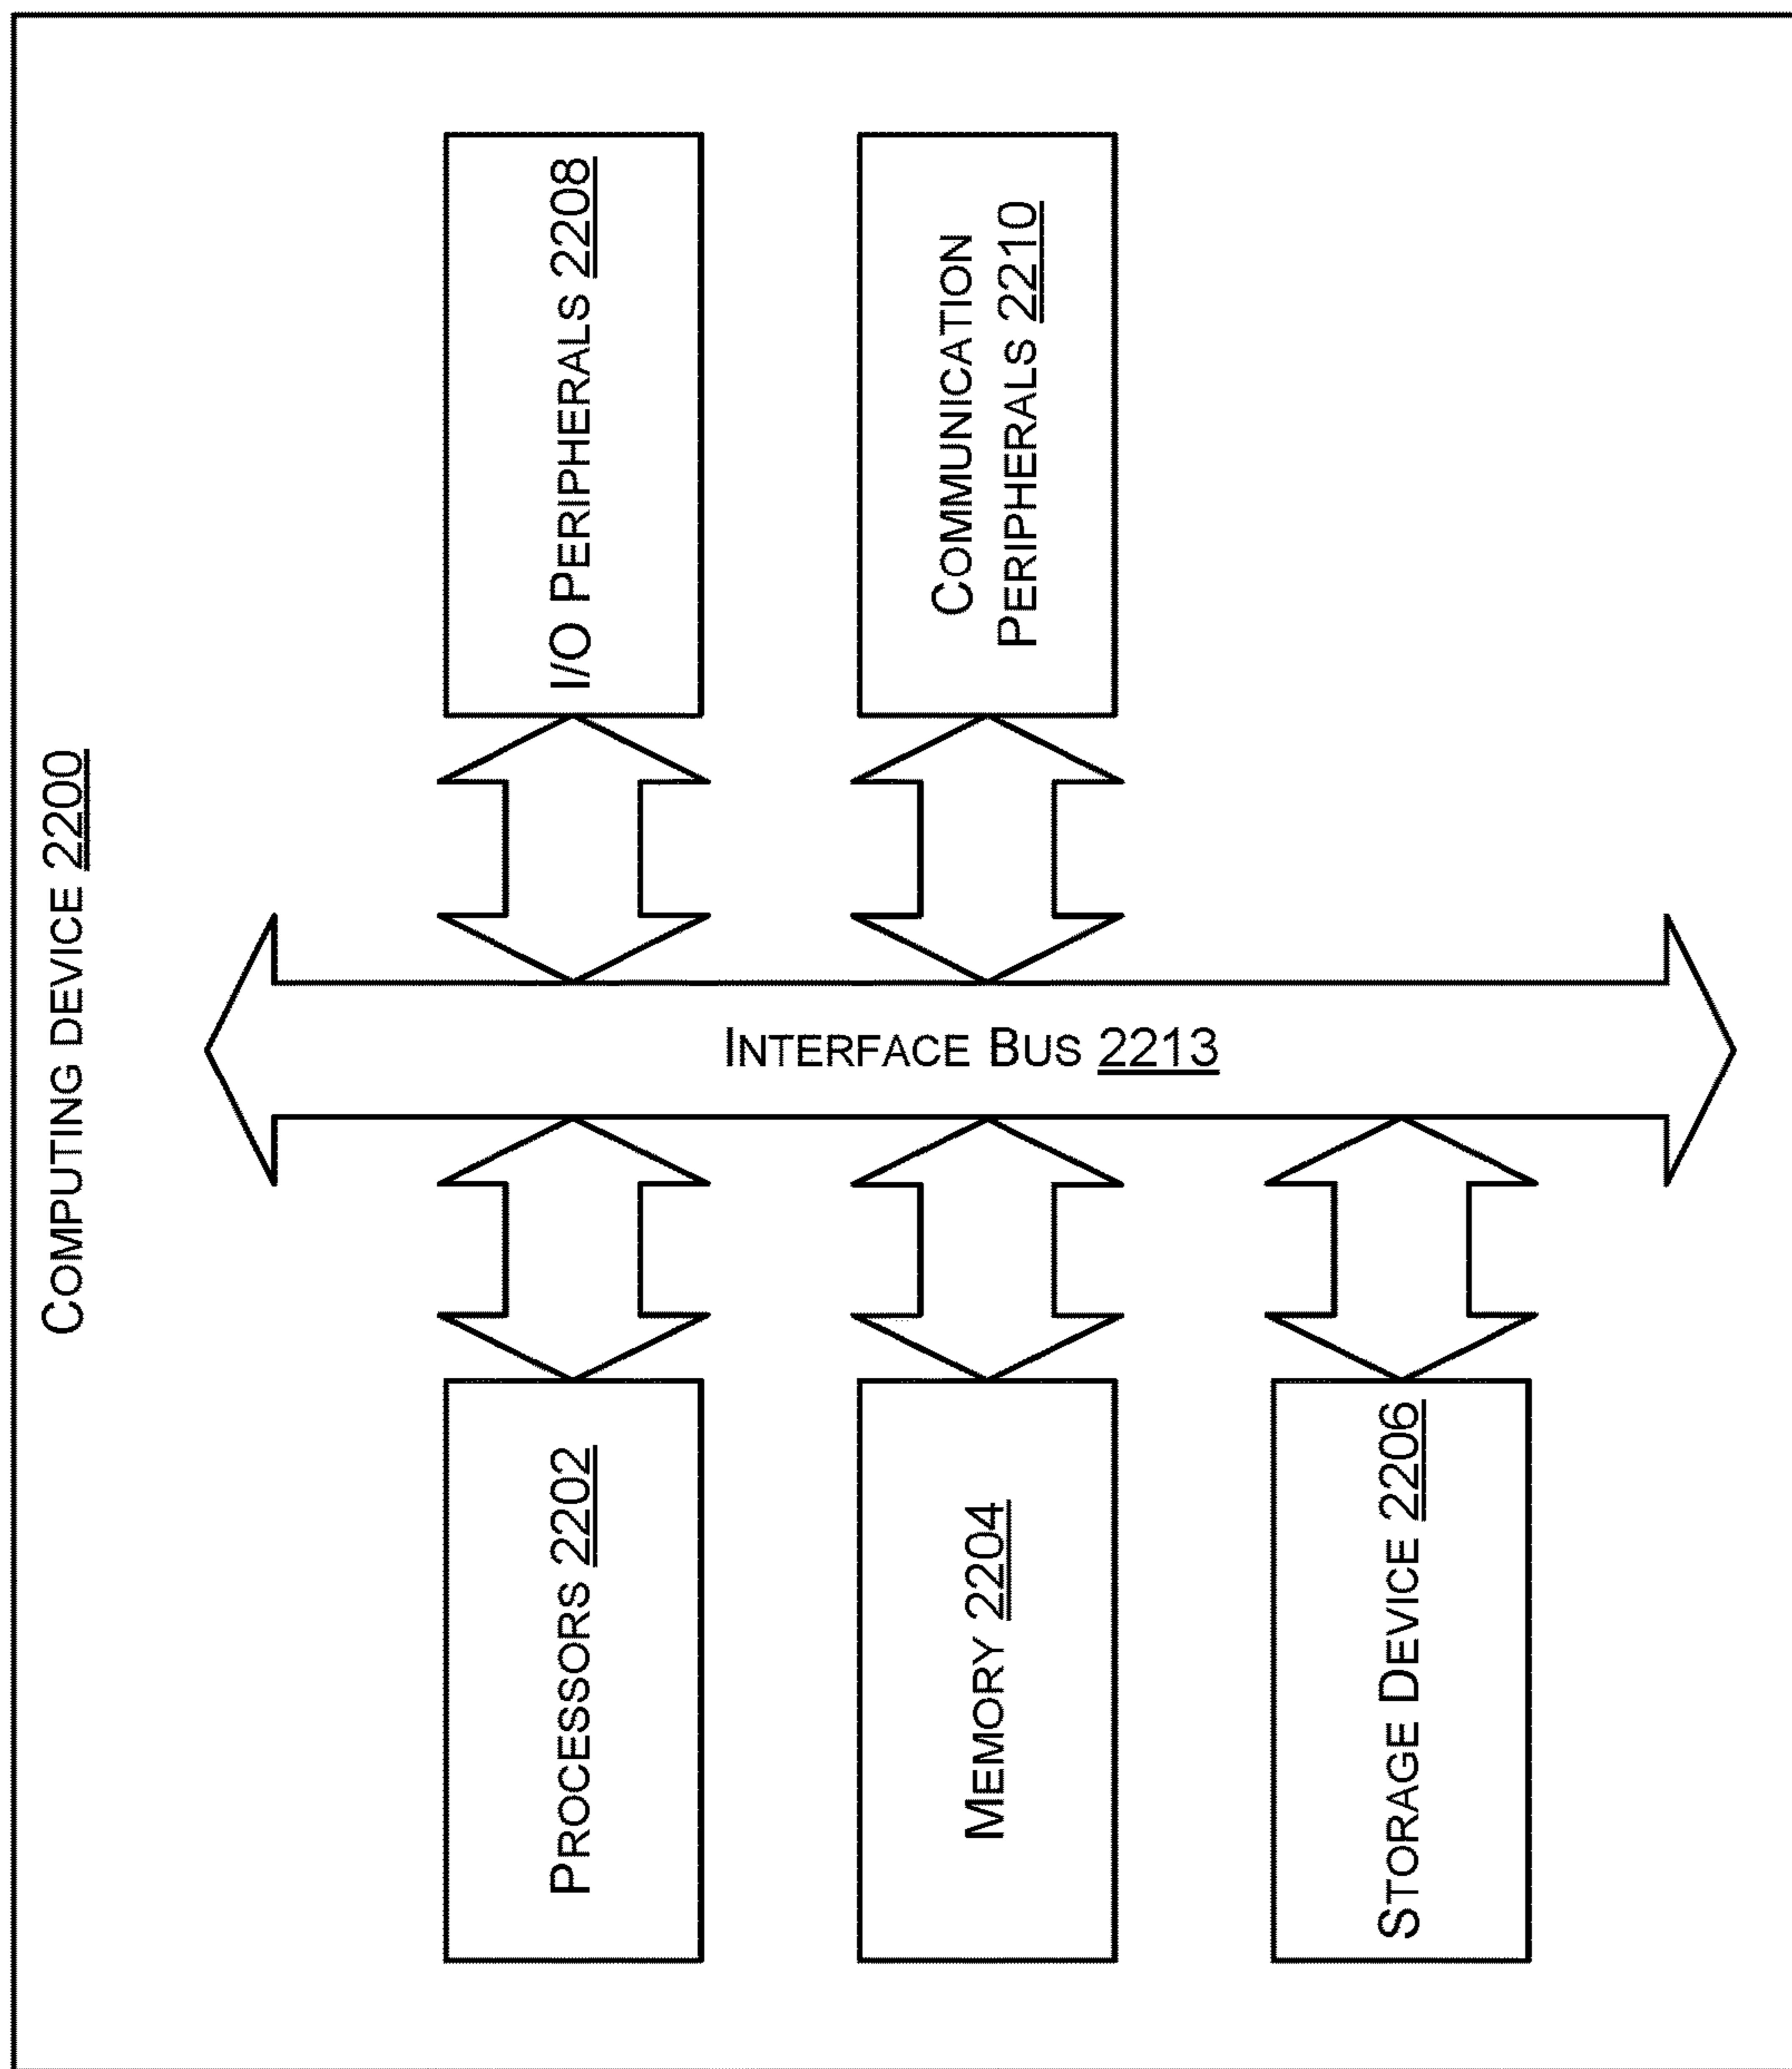 COMPUTING DEVICE 2200
PROCESSORS 2202
MEMORY 2204
STORAGE DEVICE 2206
INTERFACE BUS 2213
I/O PERIPHERALS 2208
COMMUNICATION
PERIPHERALS 2210